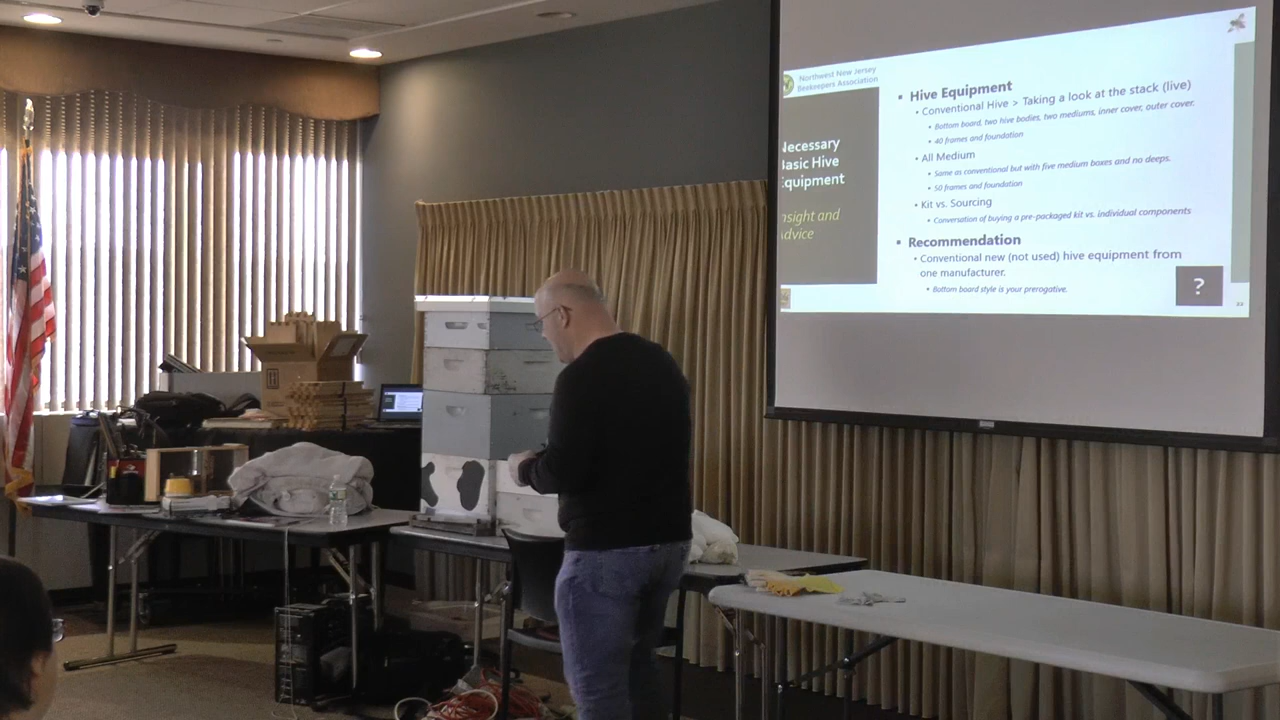 Northwest New Jersey
Beekeepers Association
Necessary
Basic Hive
Equipment
Insight and
Advice
▪ Hive Equipment
• Conventional Hive > Taking a look at the stack (live)
• Bottom board, two hive bodies, two mediums, inner cover, outer cover.
• 40 frames and foundation
• All Medium
• Same as conventional but with five medium boxes and no deeps.
• 50 frames and foundation
• Kit vs. Sourcing
• Conversation of buying a pre-packaged kit vs. individual components
▪ Recommendation
• Conventional new (not used) hive equipment from
one manufacturer.
• Bottom board style is your prerogative.
?